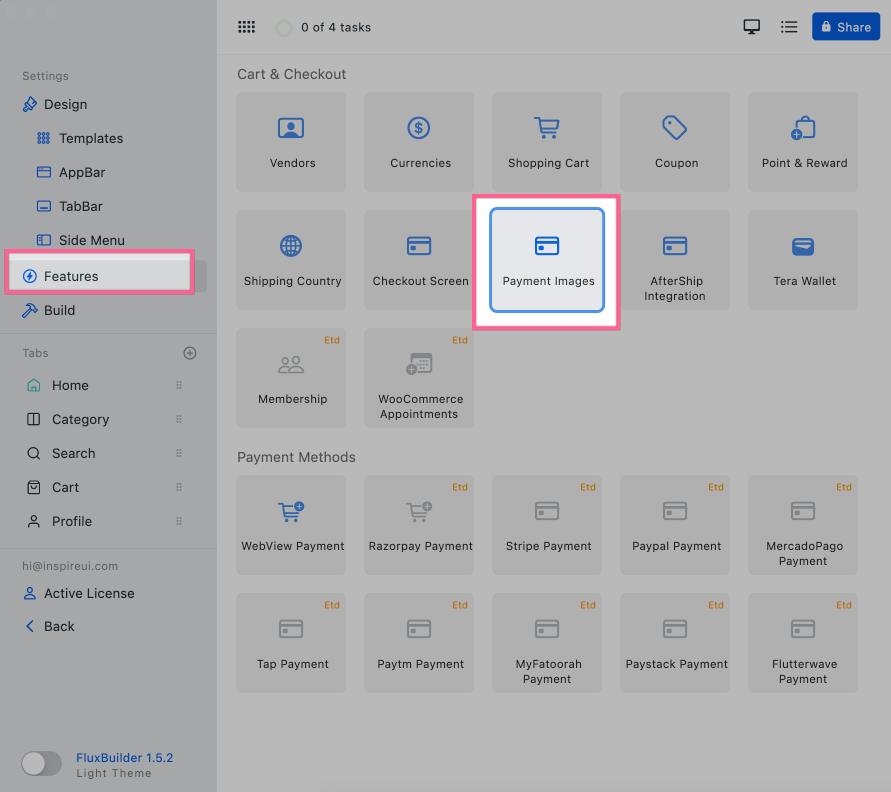 0 of 4 tasks
Share
Settings
Design
Templates
AppBar
TabBar
Side Menu
Features
Build
Tabs
Home
Category
Search
Cart
Profile
hi@inspireui.com
Active License
Back
FluxBuilder 1.5.2
Light Theme
Cart & Checkout
Vendors
Currencies
Shopping Cart
Coupon
Point & Reward
Shipping Country
Checkout Screen
Payment Images
AfterShip
Integration
Tera Wallet
Etd
Membership
Etd
WooCommerce
Appointments
Payment Methods
WebView Payment
Etd
Razorpay Payment
Etd
Stripe Payment
Etd
Paypal Payment
Etd
MercadoPago
Payment
Etd
Tap Payment
Etd
Paytm Payment
Etd
MyFatoorah
Payment
Etd
Paystack Payment
Etd
Flutterwave
Payment